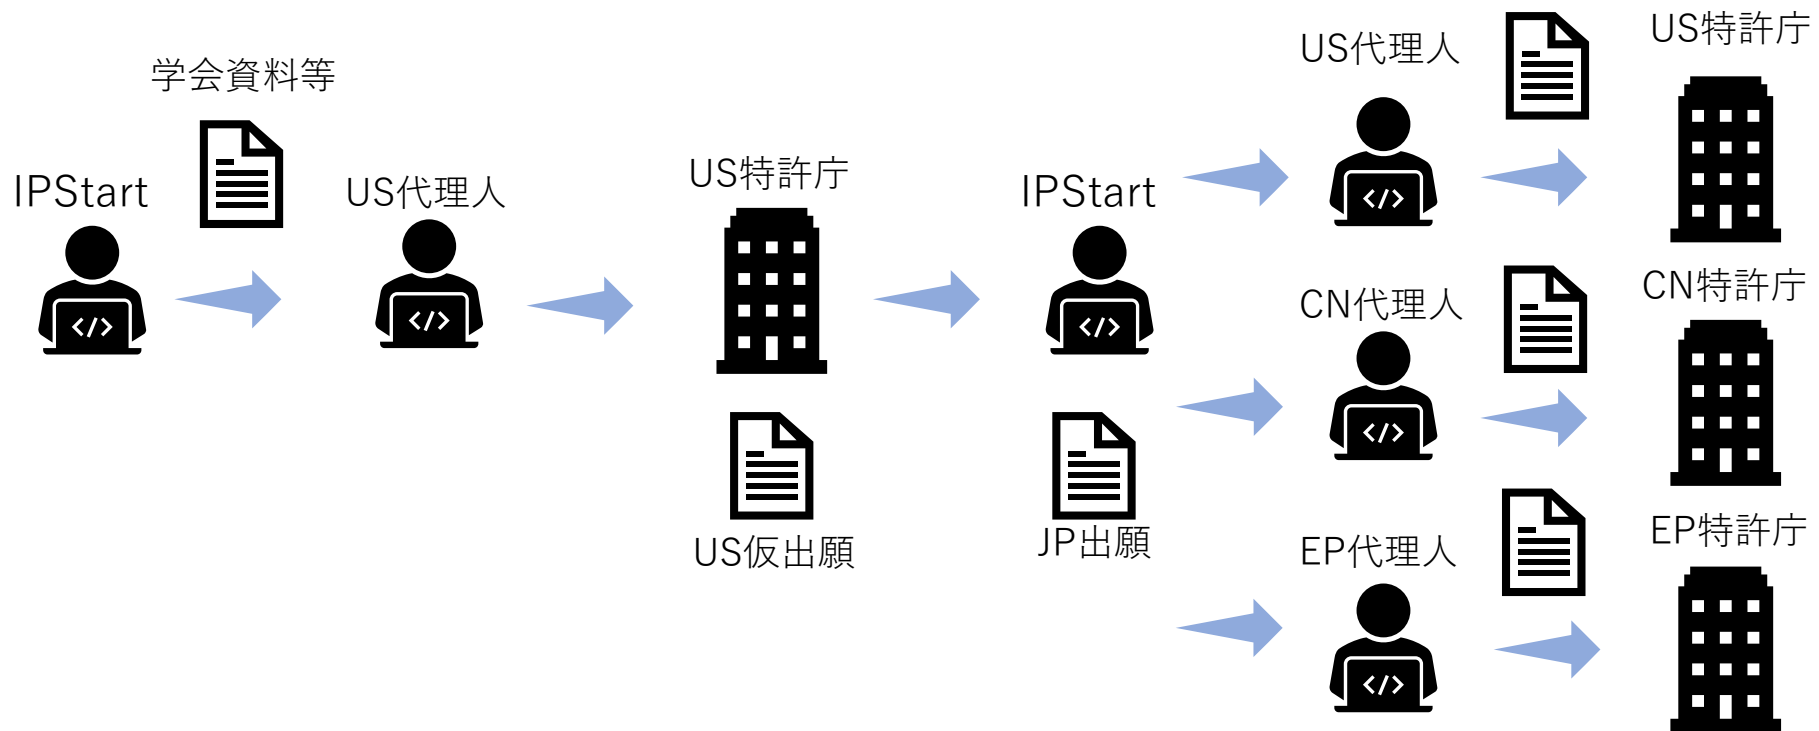 学会資料等
IPStart
US代理人
US特許庁
US仮出願
IPStart
JP出願
US代理人
US特許庁
CN代理人
CN特許庁
EP代理人
EP特許庁